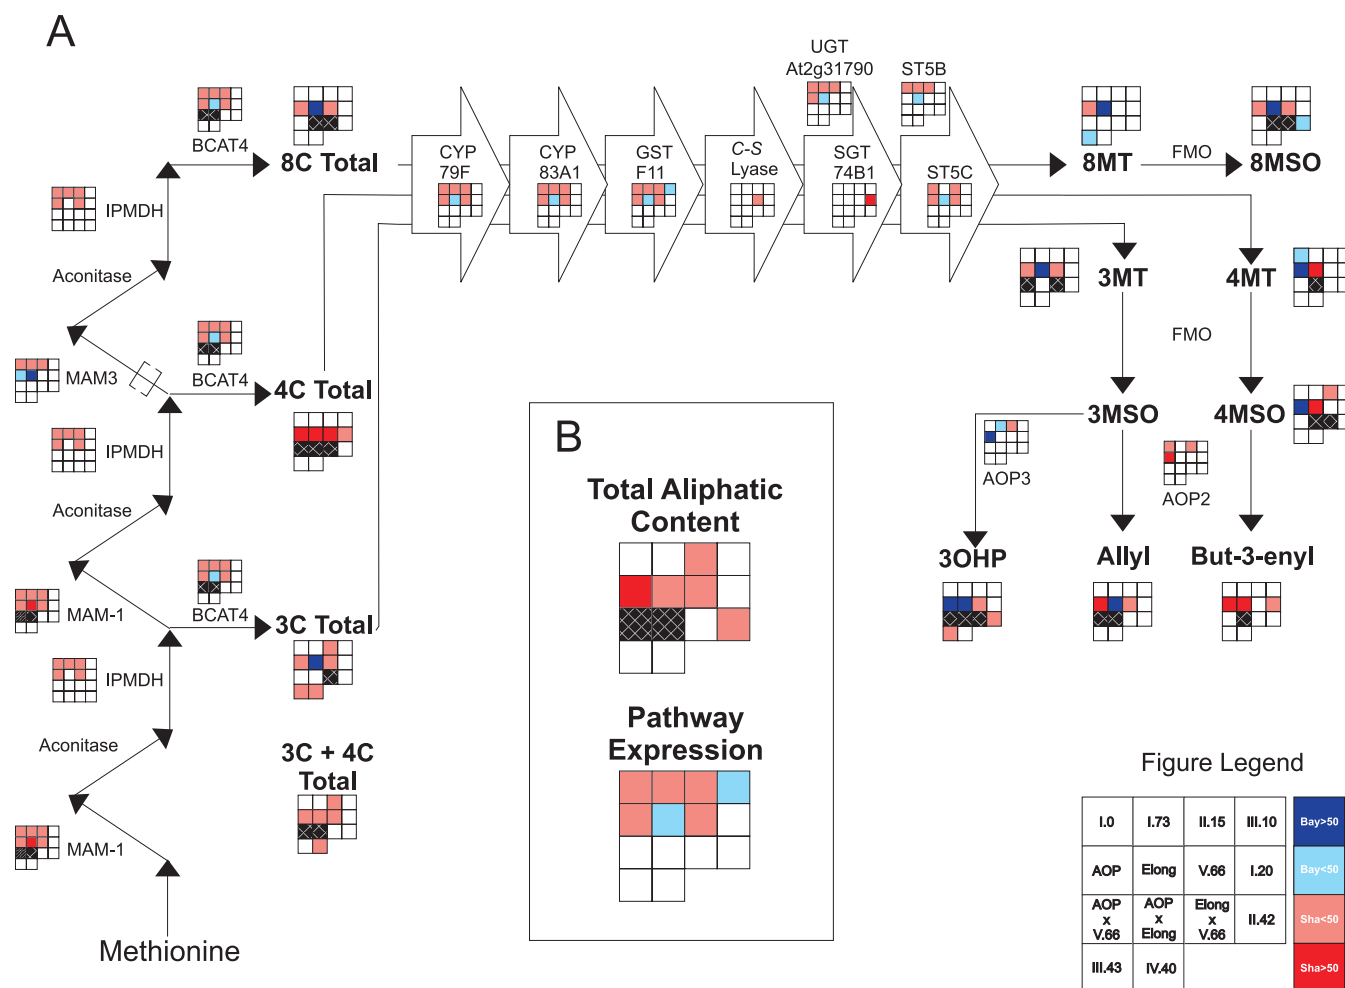 A
UGT
At2g31790
ST5B
BCAT4
8C Total
CYP
79F
CYP
83A1
GST
F11
C-S
Lyase
SGT
74B1
ST5C
8MT
FMO
8MSO
IPMDH
Aconitase
3MT
4MT
FMO
MAM3
BCAT4
4C Total
IPMDH
3MSO
4MSO
AOP3
AOP2
Aconitase
3OHP
Allyl
But-3-enyl
MAM-1
BCAT4
3C Total
IPMDH
Aconitase
3C + 4C
Total
MAM-1
Methionine
B
Total Aliphatic
Content
Pathway
Expression
Figure Legend
I.0 I.73 II.15 III.10 Bay>50
AOP Elong V.66 I.20 Bay<50
AOP x V.66 AOP x Elong Elong x V.66 II.42 Sha<50
III.43 IV.40 Sha>50